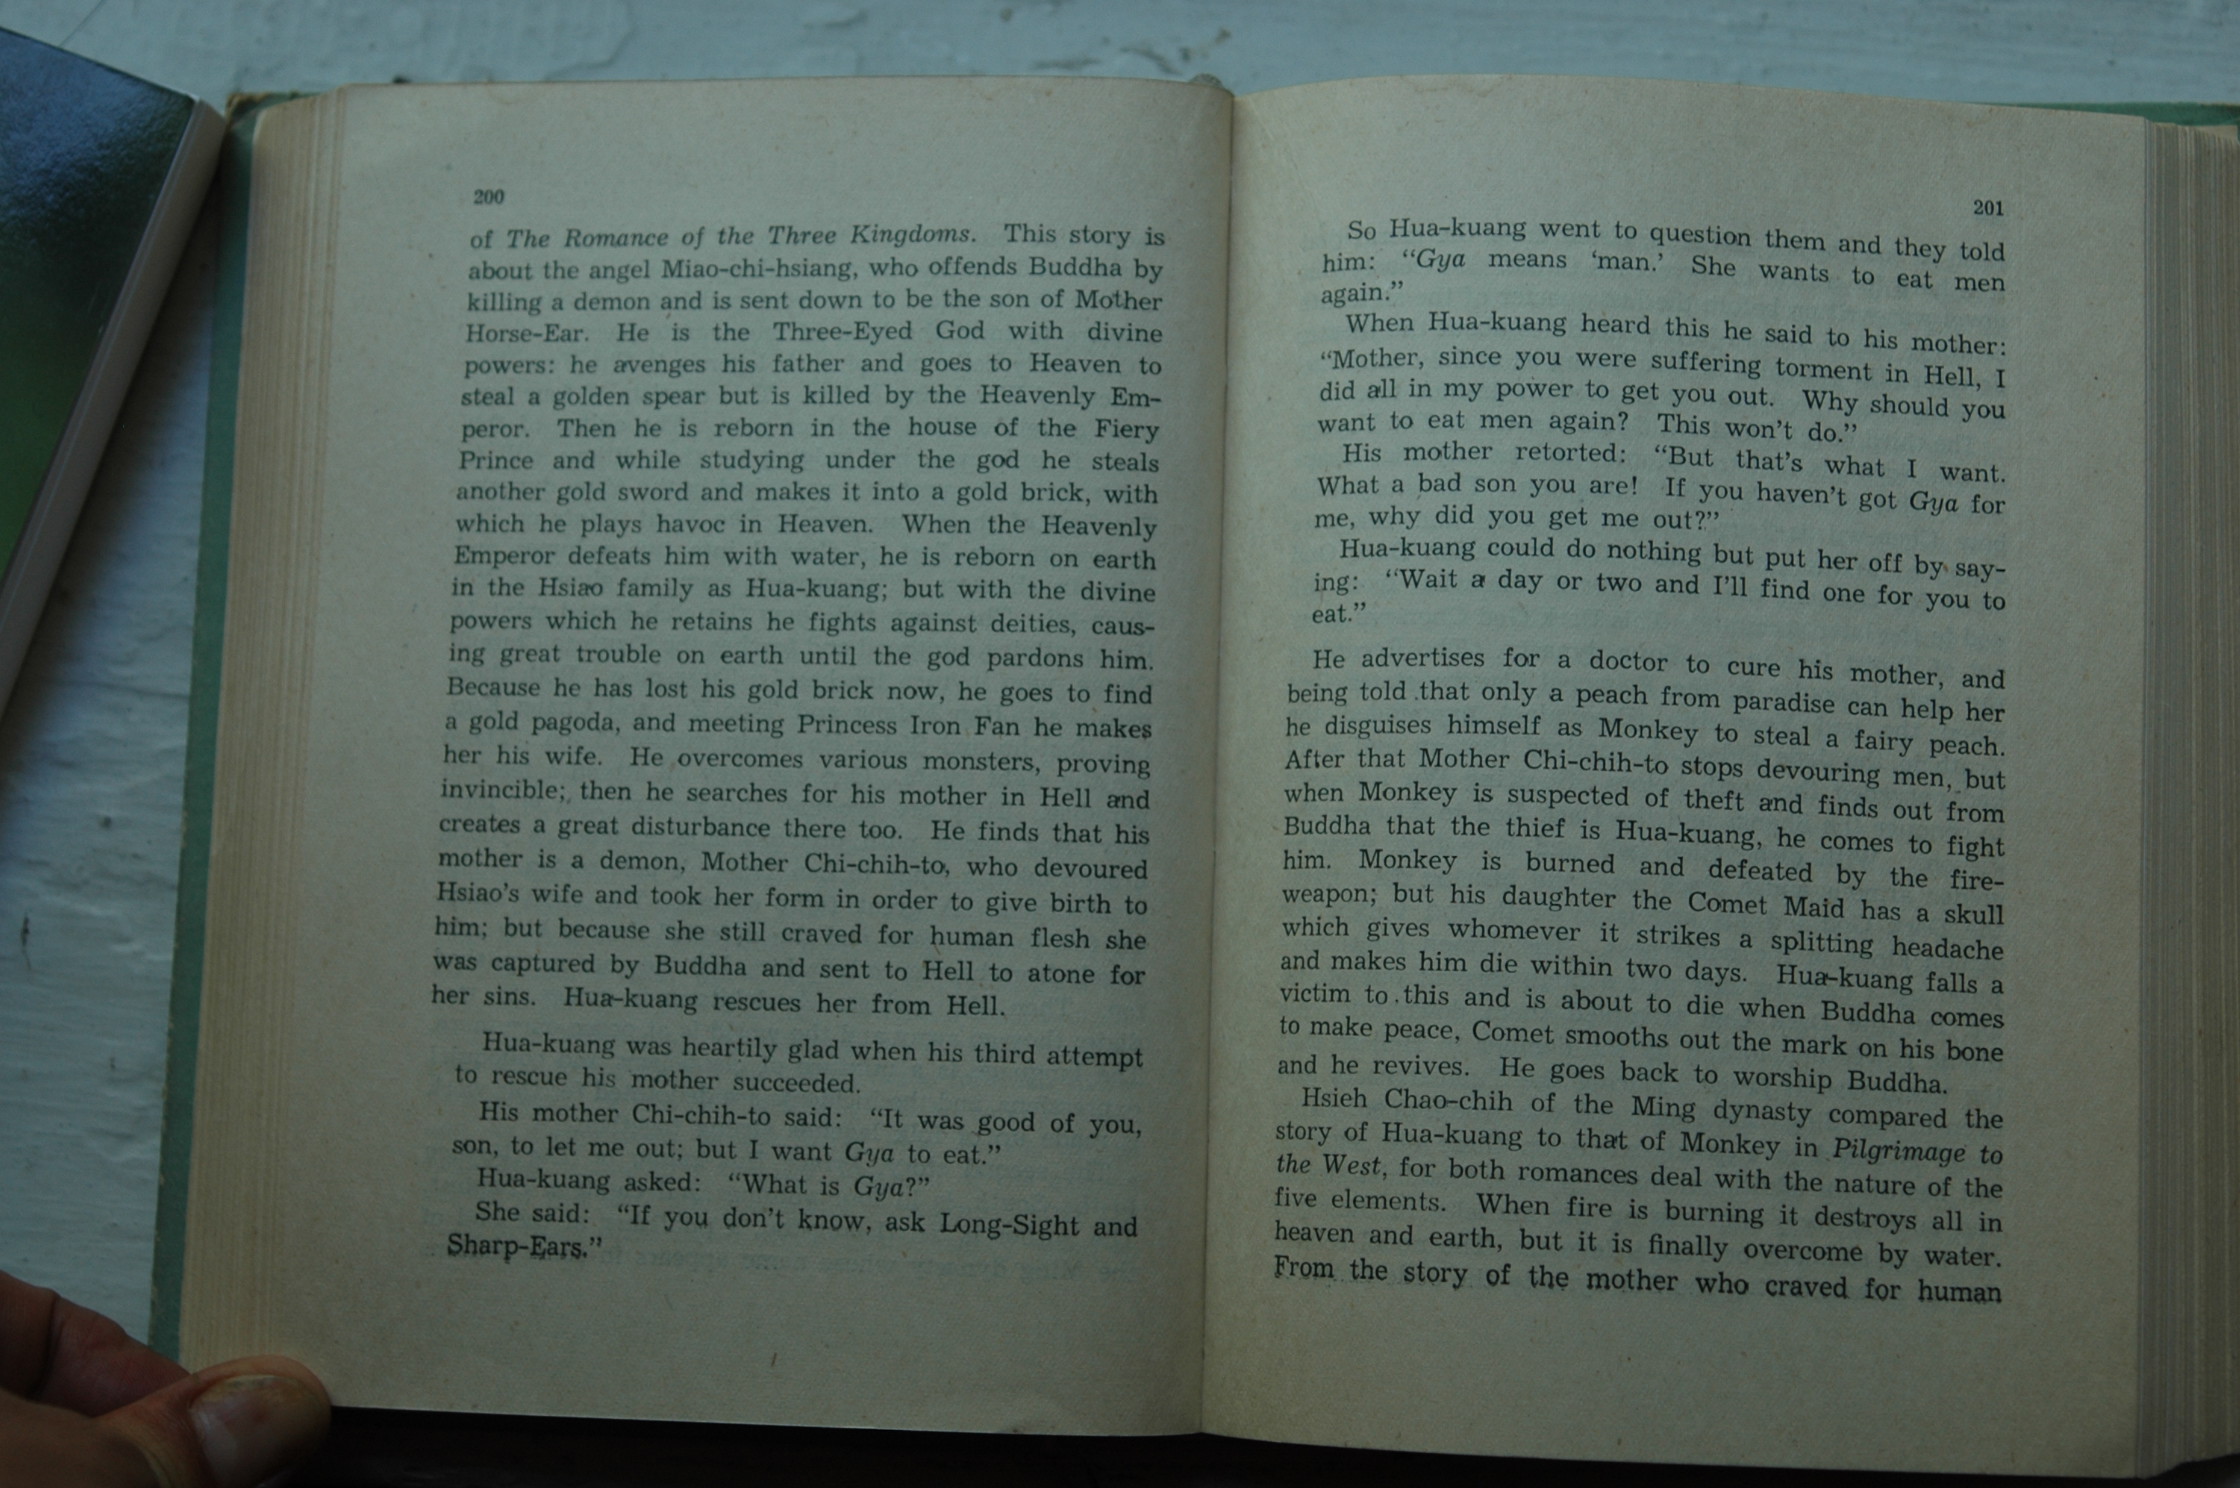 200
of The Romance of the Three Kingdoms. This story is
about the angel Miao-chi-hsiang, who offends Buddha by
killing a demon and is sent down to be the son of Mother
Horse-Ear. He is the Three-Eyed God with divine
powers: he avenges his father and goes to Heaven to
steal a golden spear but is killed by the Heavenly Em-
peror. Then he is reborn in the house of the Fiery
Prince and while studying under the god he steals
another gold sword and makes it into a gold brick, with
which he plays havoc in Heaven. When the Heavenly
Emperor defeats him with water, he is reborn on earth
in the Hsiao family as Hua-kuang; but with the divine
powers which he retains he fights against deities, caus-
ing great trouble on earth until the god pardons him.
Because he has lost his gold brick now, he goes to find
a gold pagoda, and meeting Princess Iron Fan he makes
her his wife. He overcomes various monsters, proving
invincible; then he searches for his mother in Hell and
creates a great disturbance there too. He finds that his
mother is a demon, Mother Chi-chih-to, who devoured
Hsiao's wife and took her form in order to give birth to
him; but because she still craved for human flesh she
was captured by Buddha and sent to Hell to atone for
her sins. Hua-kuang rescues her from Hell.
Hua-kuang was heartily glad when his third attempt
to rescue his mother succeeded.
His mother Chi-chih-to said: "It was good of you,
son, to let me out; but I want Gya to eat."
Hua-kuang asked: "What is Gya?"
She said: "If you don't know, ask Long-Sight and
Sharp-Ears."
201
So Hua-kuang went to question them and they told
him: "Gya means 'man.' She wants to eat men
again."
When Hua-kuang heard this he said to his mother:
"Mother, since you were suffering torment in Hell, I
did all in my power to get you out. Why should you
want to eat men again? This won't do."
His mother retorted: "But that's what I want.
What a bad son you are! If you haven't got Gya for
me, why did you get me out?"
Hua-kuang could do nothing but put her off by say-
ing: "Wait a day or two and I'll find one for you to
eat."
He advertises for a doctor to cure his mother, and
being told that only a peach from paradise can help her
he disguises himself as Monkey to steal a fairy peach.
After that Mother Chi-chih-to stops devouring men, but
when Monkey is suspected of theft and finds out from
Buddha that the thief is Hua-kuang, he comes to fight
him. Monkey is burned and defeated by the fire-
weapon; but his daughter the Comet Maid has a skull
which gives whomever it strikes a splitting headache
and makes him die within two days. Hua-kuang falls a
victim to this and is about to die when Buddha comes
to make peace, Comet smooths out the mark on his bone
and he revives. He goes back to worship Buddha.
Hsieh Chao-chih of the Ming dynasty compared the
story of Hua-kuang to that of Monkey in Pilgrimage to
the West, for both romances deal with the nature of the
five elements. When fire is burning it destroys all in
heaven and earth, but it is finally overcome by water.
From the story of the mother who craved for human